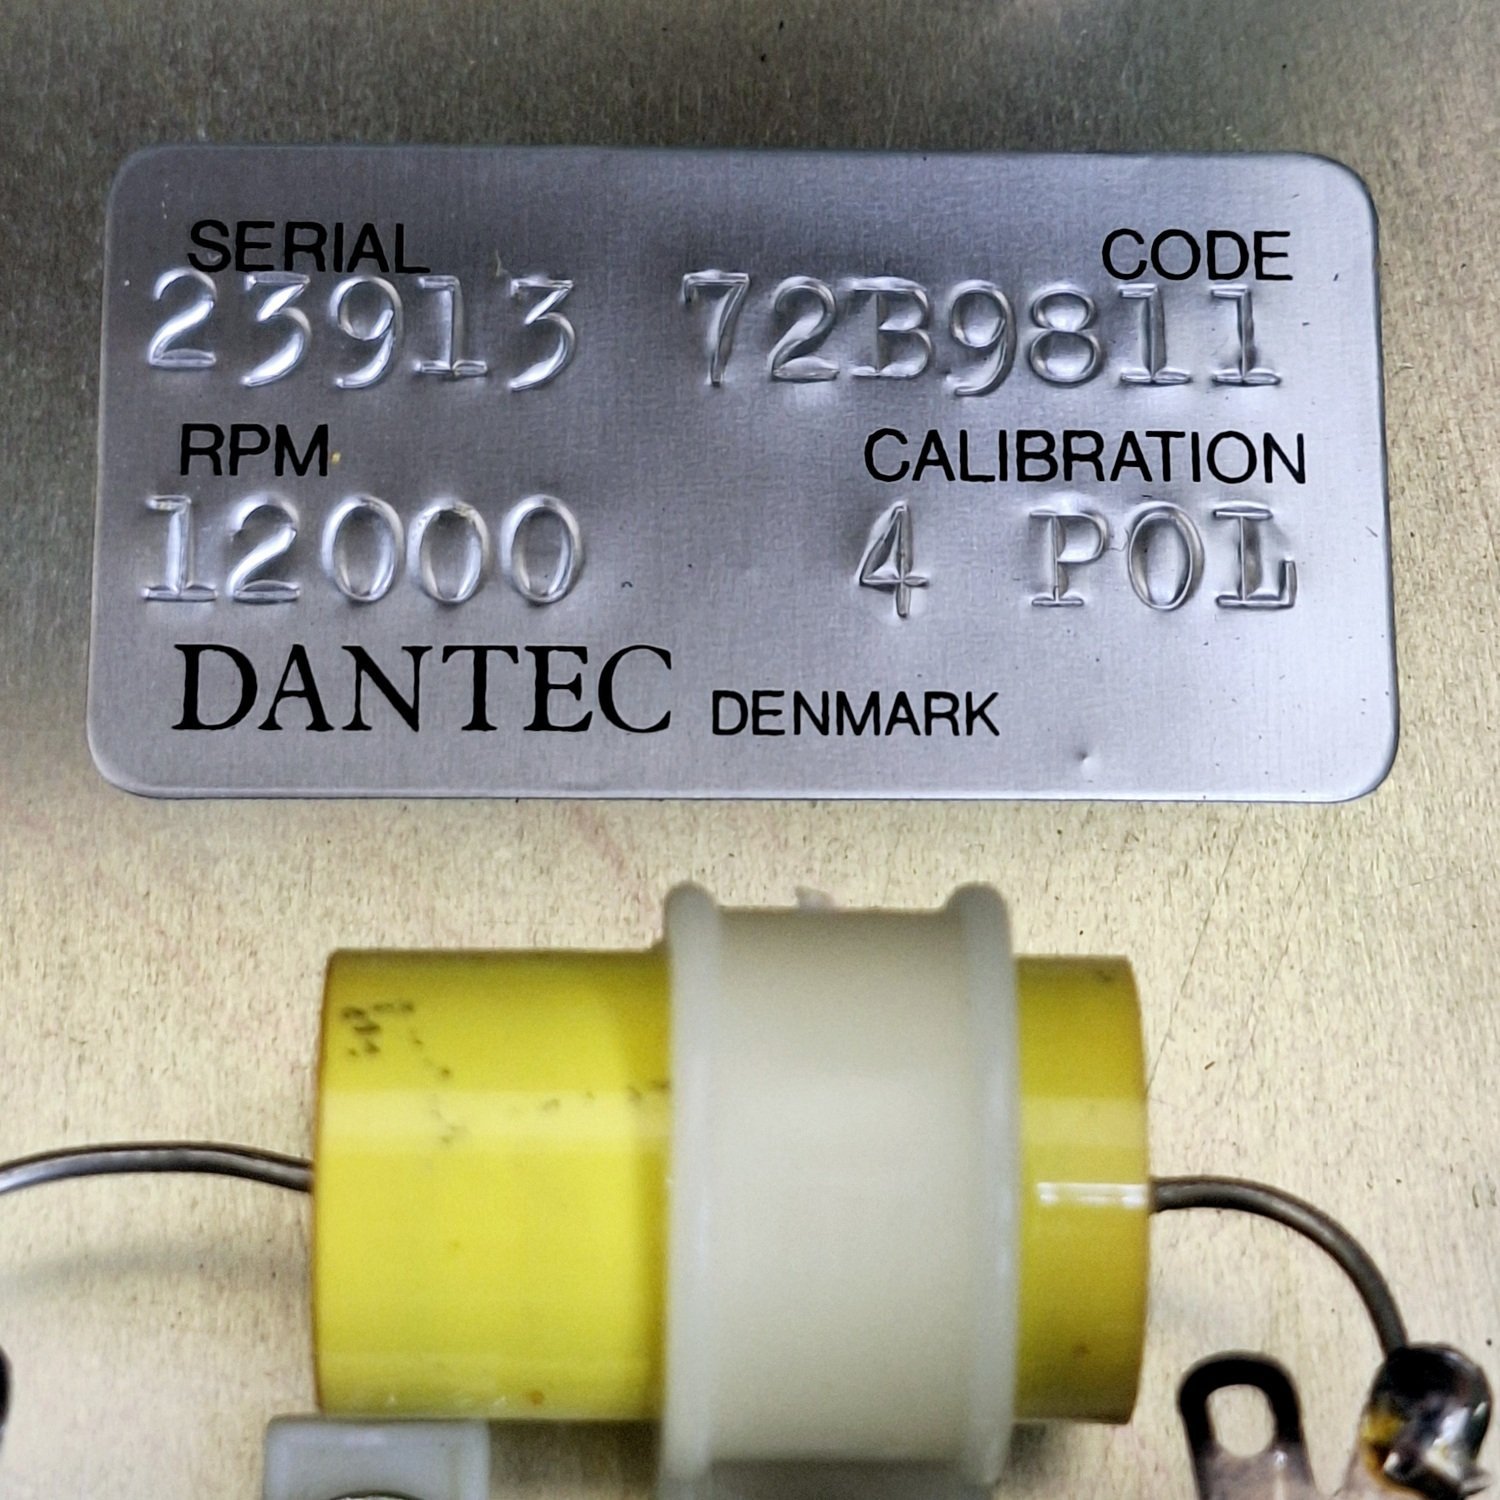 SERIAL CODE
23913 72B9811
RPM CALIBRATION
12000 4 POL
DANTEC DENMARK